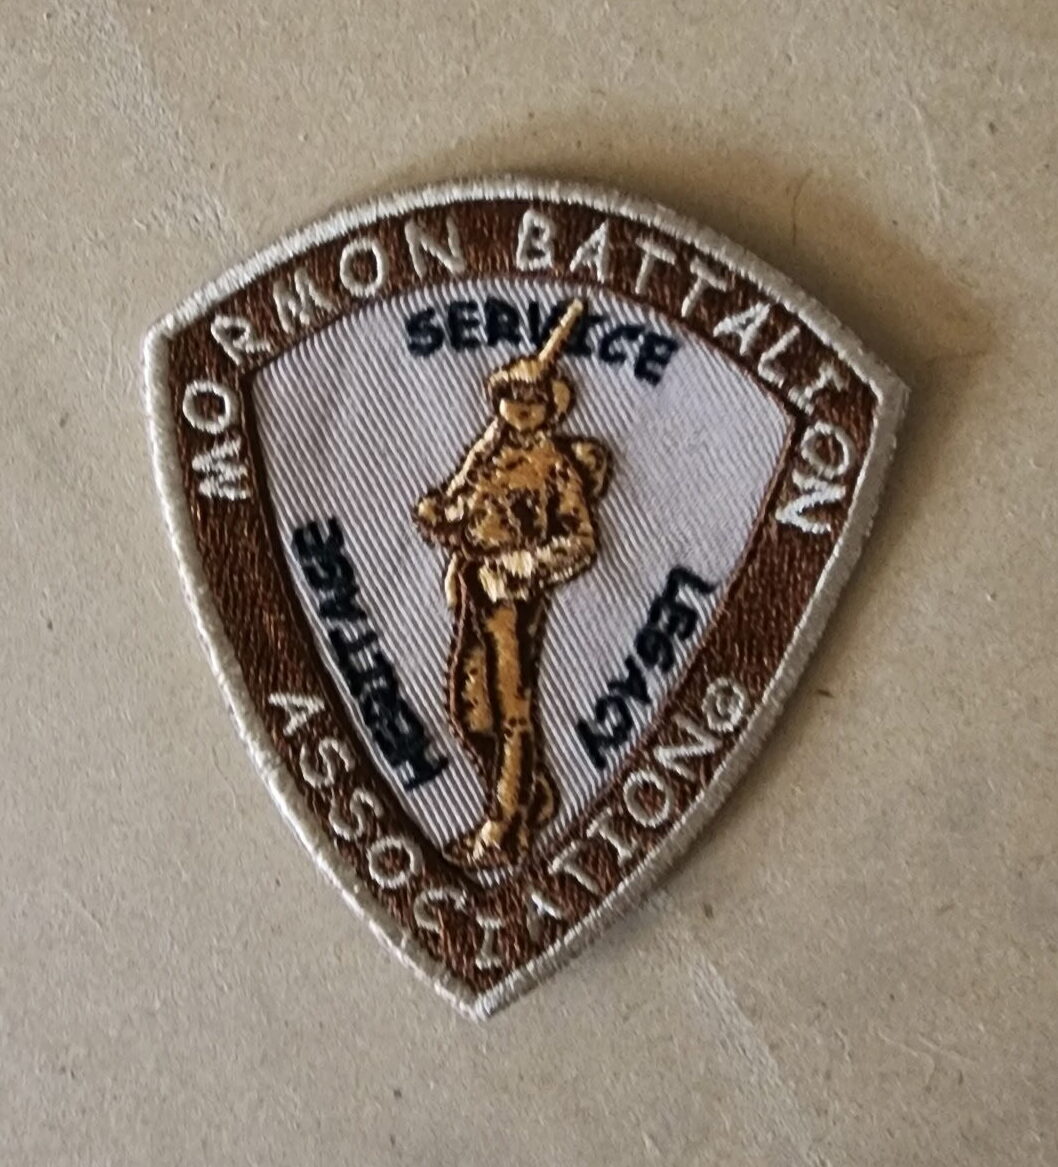 MORMON BATTALION
SERVICE
HERITAGE
LEGACY
ASSOCIATION©